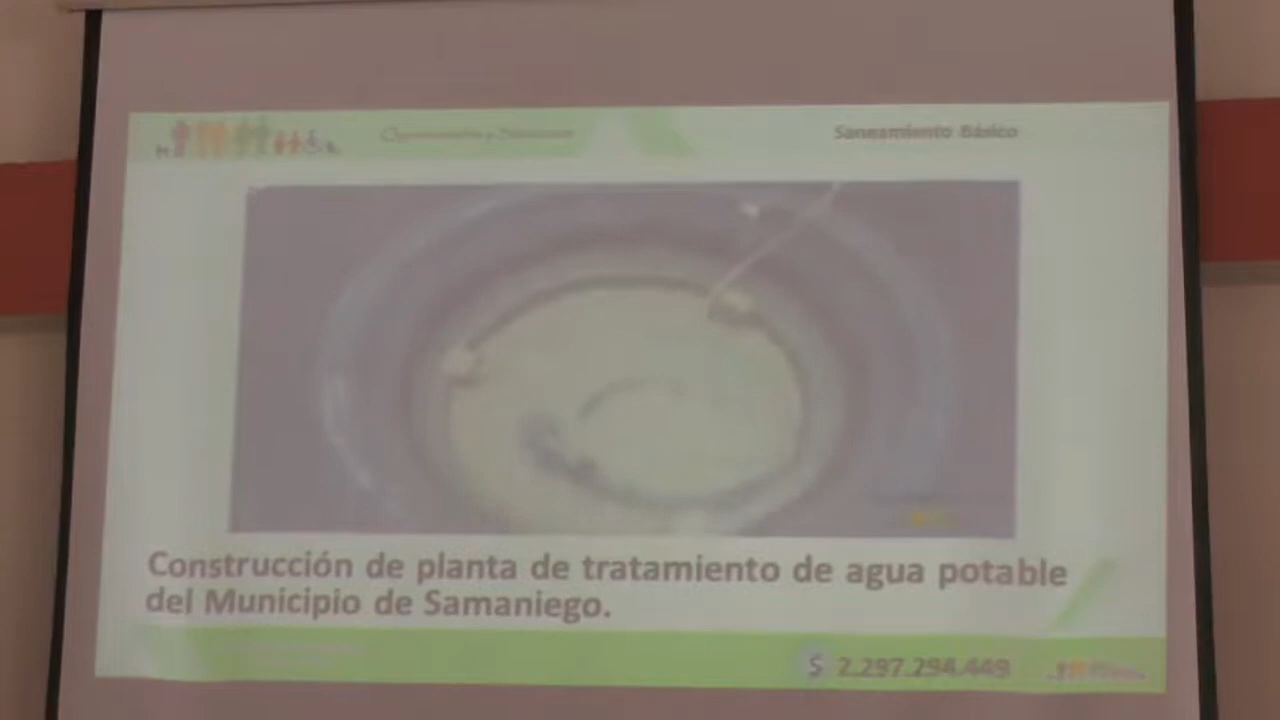 Saneamiento Básico
Construcción de planta de tratamiento de agua potable
del Municipio de Samaniego.
$ 2.297.294.449